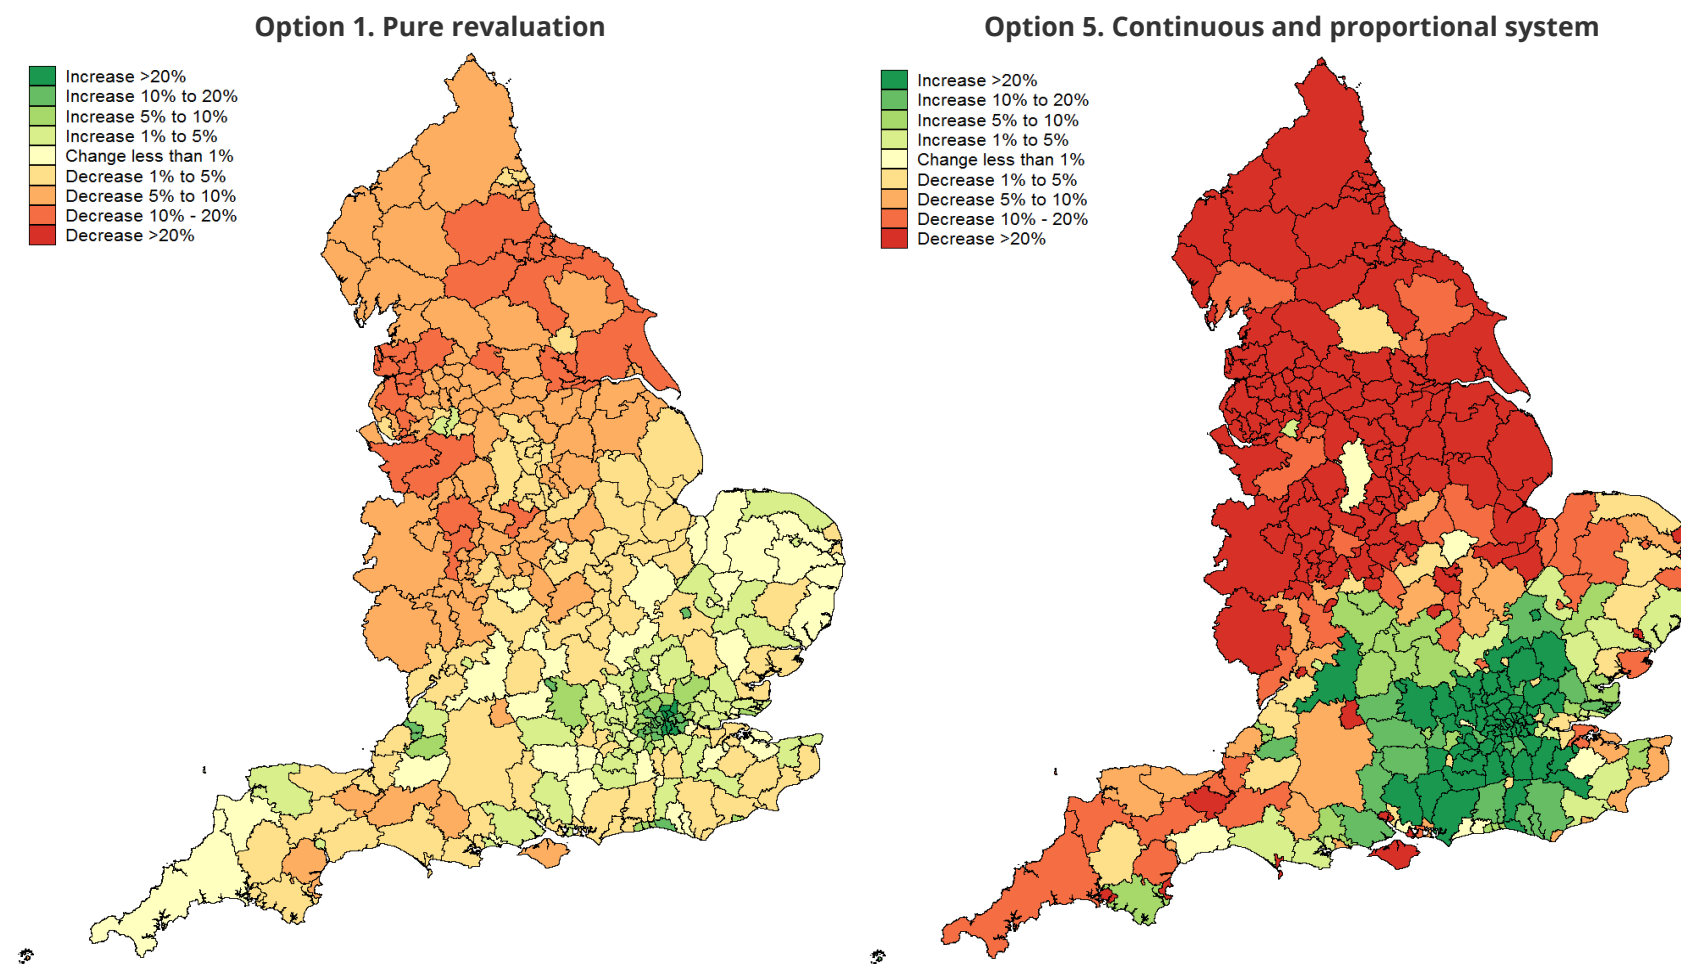 Option 1. Pure revaluation
Increase >20%
Increase 10% to 20%
Increase 5% to 10%
Increase 1% to 5%
Change less than 1%
Decrease 1% to 5%
Decrease 5% to 10%
Decrease 10% - 20%
Decrease >20%
Option 5. Continuous and proportional system
Increase >20%
Increase 10% to 20%
Increase 5% to 10%
Increase 1% to 5%
Change less than 1%
Decrease 1% to 5%
Decrease 5% to 10%
Decrease 10% - 20%
Decrease >20%